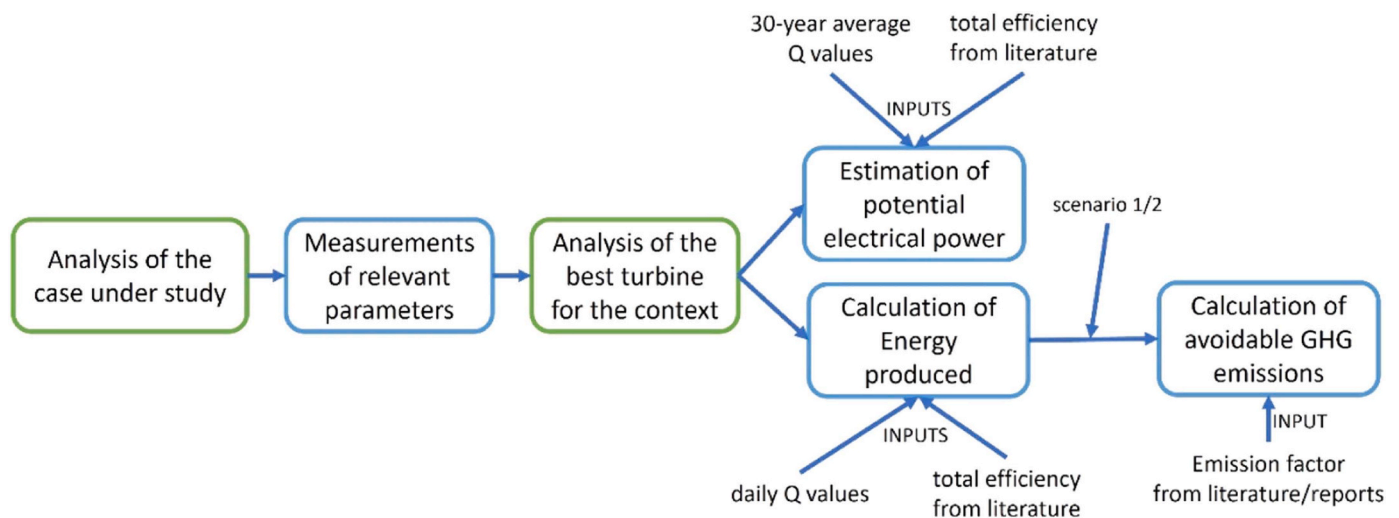 30-year average
Q values
total efficiency
from literature
INPUTS
Estimation of
potential
electrical power
scenario 1/2
Analysis of the
case under study
Measurements
of relevant
parameters
Analysis of the
best turbine
for the context
Calculation of
Energy
produced
Calculation of
avoidable GHG
emissions
INPUTS
INPUT
daily Q values
total efficiency
from literature
Emission factor
from literature/reports